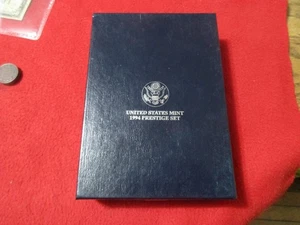 UNITED STATES MINT
1994 PRESTIGE SET